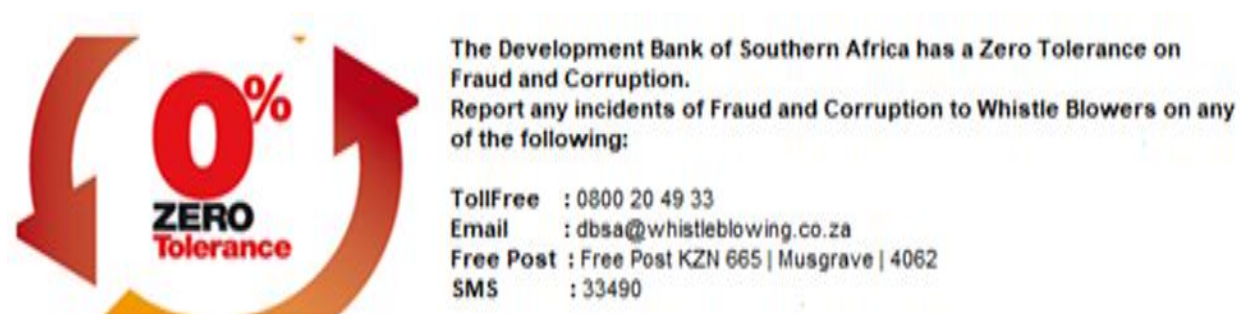 0%
ZERO
Tolerance
The Development Bank of Southern Africa has a Zero Tolerance on
Fraud and Corruption.
Report any incidents of Fraud and Corruption to Whistle Blowers on any
of the following:
TollFree : 0800 20 49 33
Email : dbsa@whistleblowing.co.za
Free Post : Free Post KZN 665 | Musgrave | 4062
SMS : 33490